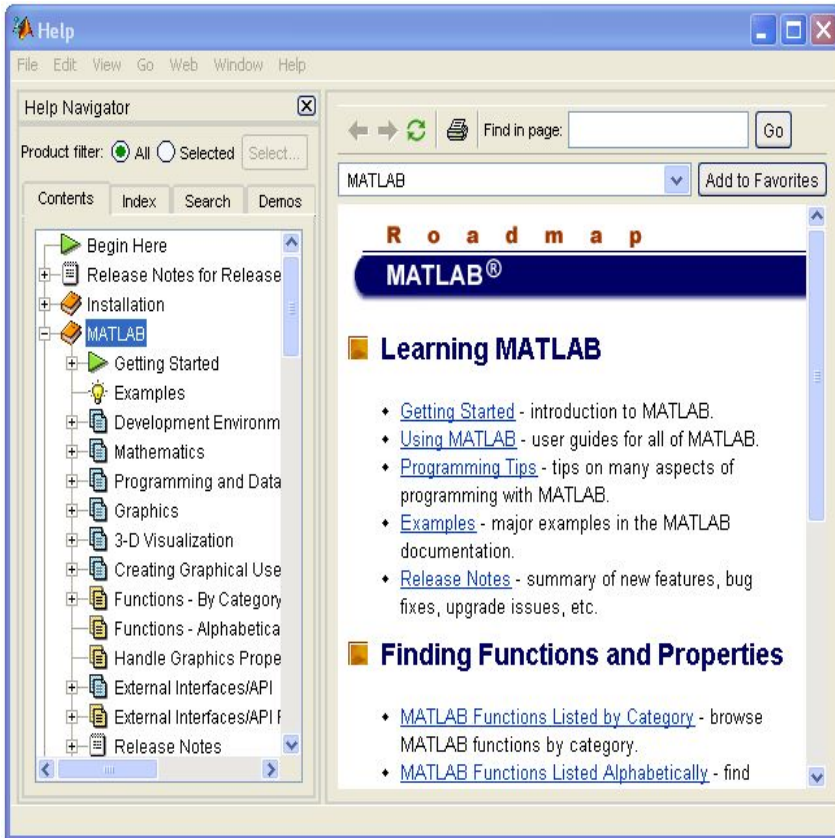 Help
File Edit View Go Web Window Help
Help Navigator
Product filter: All Selected Select...
Contents Index Search Demos
Begin Here
Release Notes for Release
Installation
MATLAB
Getting Started
Examples
Development Environm
Mathematics
Programming and Data
Graphics
3-D Visualization
Creating Graphical Use
Functions - By Category
Functions - Alphabetica
Handle Graphics Prope
External Interfaces/API
External Interfaces/API F
Release Notes
Find in page: Go
MATLAB Add to Favorites
Roadmap
MATLAB®
Learning MATLAB
• Getting Started - introduction to MATLAB.
• Using MATLAB - user guides for all of MATLAB.
• Programming Tips - tips on many aspects of
programming with MATLAB.
• Examples - major examples in the MATLAB
documentation.
• Release Notes - summary of new features, bug
fixes, upgrade issues, etc.
Finding Functions and Properties
• MATLAB Functions Listed by Category - browse
MATLAB functions by category.
• MATLAB Functions Listed Alphabetically - find